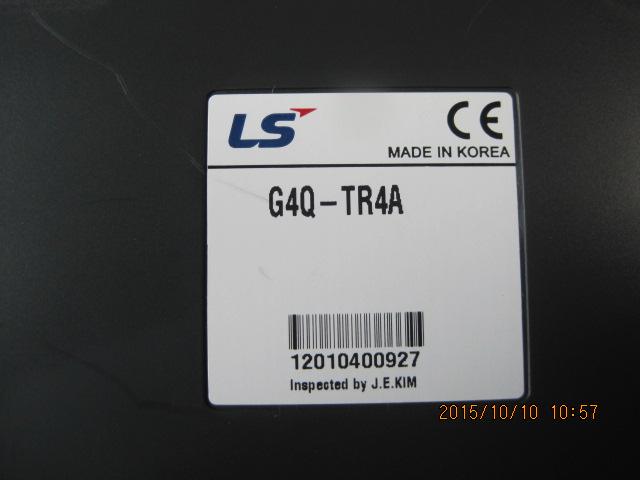 LS CE
MADE IN KOREA
G4Q-TR4A
12010400927
Inspected by J.E.KIM
2015/10/10 10:57